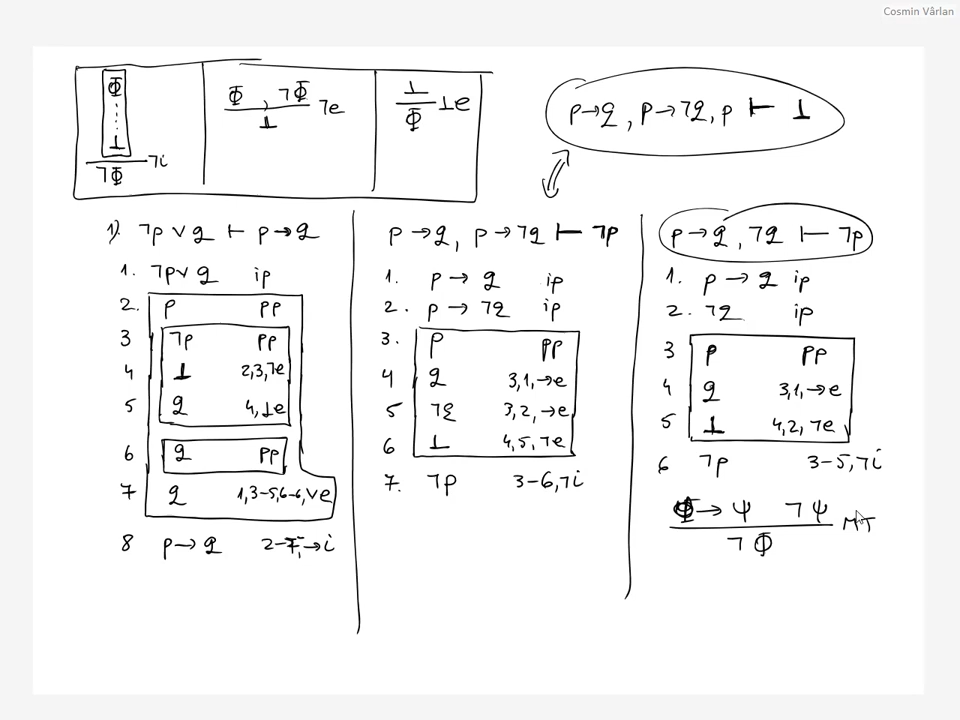 Cosmin Vârlan
Φ
⋮
⊥
¬Φ ¬i
Φ , ¬Φ
⊥ ¬e
⊥
Φ ⊥e
p→q, p→¬q, p ⊢ ⊥
1). ¬p∨q ⊢ p→q
1. ¬p∨q ip
2. p pp
3 ¬p pp
4 ⊥ 2,3,¬e
5 q 4,⊥e
6 q pp
7 q 1,3-5,6-6,∨e
8 p→q 2-7,→i
p→q, p→¬q ⊢ ¬p
1. p→q ip
2. p→¬q ip
3. p pp
4 q 3,1,→e
5 ¬q 3,2,→e
6 ⊥ 4,5,¬e
7. ¬p 3-6,¬i
p→q, ¬q ⊢ ¬p
1. p→q ip
2. ¬q ip
3 p pp
4 q 3,1,→e
5 ⊥ 4,2,¬e
6 ¬p 3-5,¬i
Φ→Ψ ¬Ψ
¬Φ MT